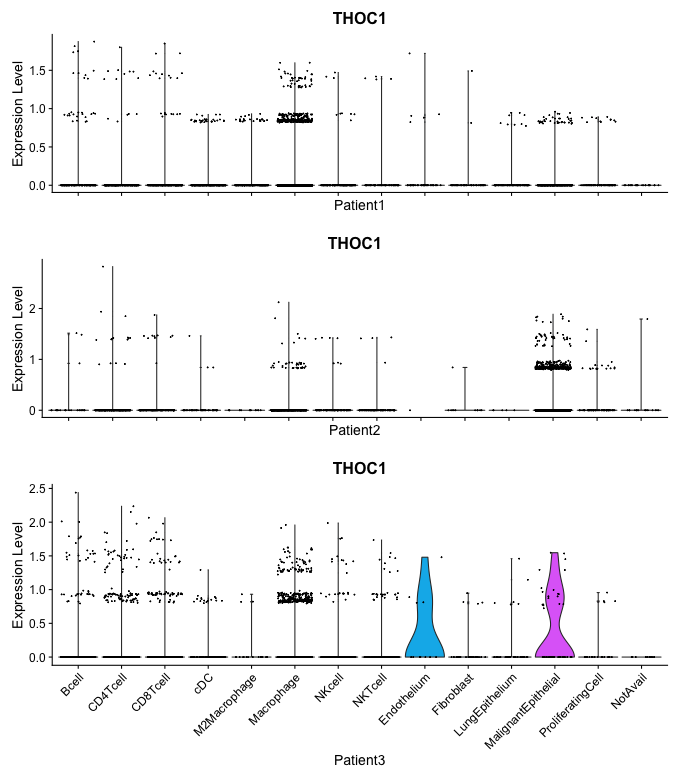 THOC1
Expression Level
1.5
1.0
0.5
0.0
Patient1
THOC1
Expression Level
2
1
0
Patient2
THOC1
Expression Level
2.5
2.0
1.5
1.0
0.5
0.0
Bcell
CD4Tcell
CD8Tcell
cDC
M2Macrophage
Macrophage
NKcell
NKTcell
Endothelium
Fibroblast
LungEpithelium
MalignantEpithelial
ProliferatingCell
NotAvail
Patient3